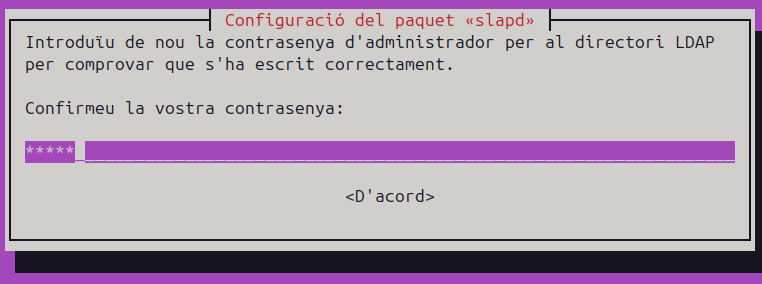 Configuració del paquet «slapd»
Introduïu de nou la contrasenya d'administrador per al directori LDAP
per comprovar que s'ha escrit correctament.
Confirmeu la vostra contrasenya:
*****
<D'acord>